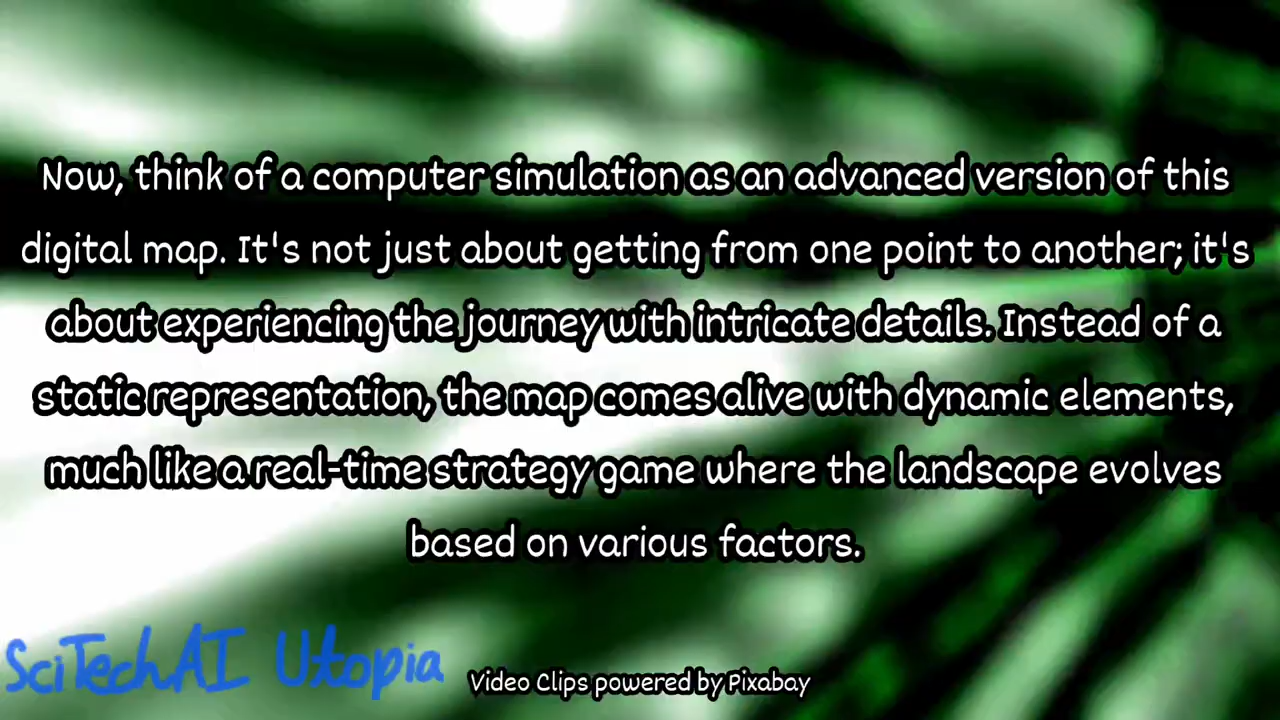 Now, think of a computer simulation as an advanced version of this
digital map. It's not just about getting from one point to another; it's
about experiencing the journey with intricate details. Instead of a
static representation, the map comes alive with dynamic elements,
much like a real-time strategy game where the landscape evolves
based on various factors.
SciTechAI Utopia
Video Clips powered by Pixabay